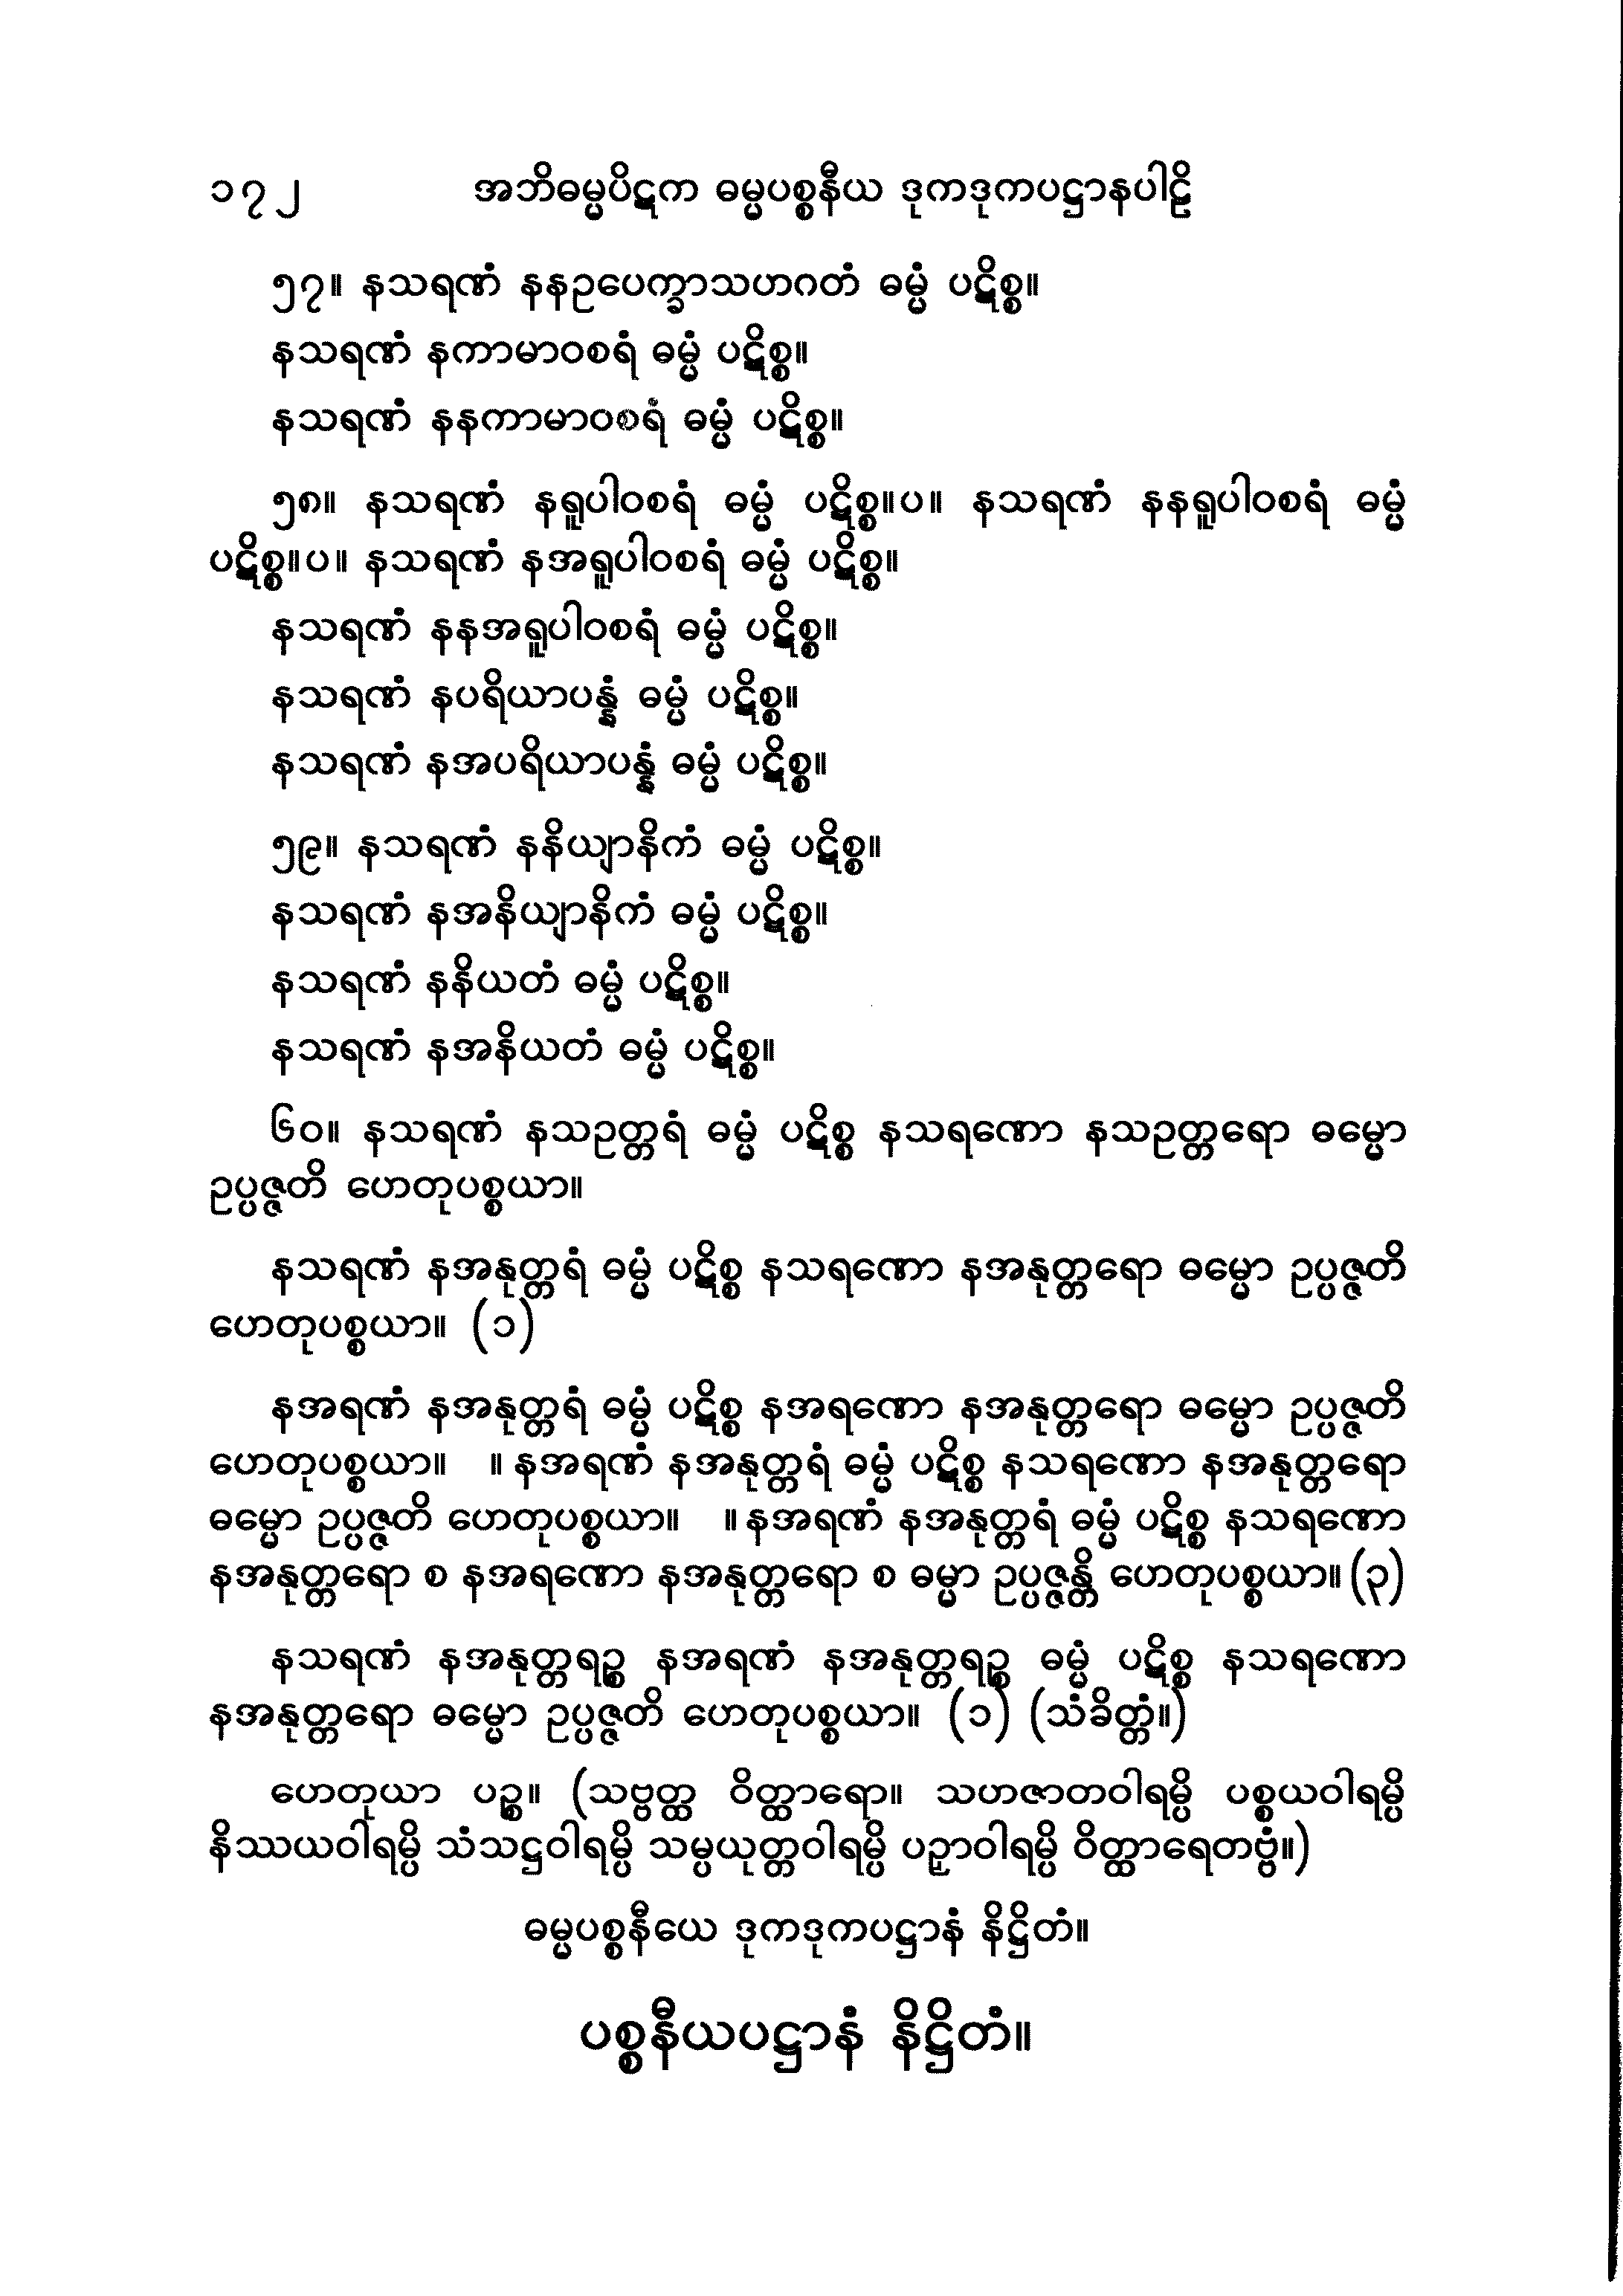 ၁၇၂ အဘိဓမ္မပိဋက ဓမ္မပစ္စနီယ ဒုကဒုကပဋ္ဌာနပါဠိ
၅၇။ နသရဏံ နနဥပေက္ခာသဟဂတံ ဓမ္မံ ပဋိစ္စ။
နသရဏံ နကာမာဝစရံ ဓမ္မံ ပဋိစ္စ။
နသရဏံ နနကာမာဝစရံ ဓမ္မံ ပဋိစ္စ။
၅၈။ နသရဏံ နရူပါဝစရံ ဓမ္မံ ပဋိစ္စ။ပ။ နသရဏံ နနရူပါဝစရံ ဓမ္မံ
ပဋိစ္စ။ပ။ နသရဏံ နအရူပါဝစရံ ဓမ္မံ ပဋိစ္စ။
နသရဏံ နနအရူပါဝစရံ ဓမ္မံ ပဋိစ္စ။
နသရဏံ နပရိယာပန္နံ ဓမ္မံ ပဋိစ္စ။
နသရဏံ နအပရိယာပန္နံ ဓမ္မံ ပဋိစ္စ။
၅၉။ နသရဏံ နနိယျာနိကံ ဓမ္မံ ပဋိစ္စ။
နသရဏံ နအနိယျာနိကံ ဓမ္မံ ပဋိစ္စ။
နသရဏံ နနိယတံ ဓမ္မံ ပဋိစ္စ။
နသရဏံ နအနိယတံ ဓမ္မံ ပဋိစ္စ။
၆၀။ နသရဏံ နသဥတ္တရံ ဓမ္မံ ပဋိစ္စ နသရဏော နသဥတ္တရော ဓမ္မော
ဥပ္ပဇ္ဇတိ ဟေတုပစ္စယာ။
နသရဏံ နအနုတ္တရံ ဓမ္မံ ပဋိစ္စ နသရဏော နအနုတ္တရော ဓမ္မော ဥပ္ပဇ္ဇတိ
ဟေတုပစ္စယာ။ (၁)
နအရဏံ နအနုတ္တရံ ဓမ္မံ ပဋိစ္စ နအရဏော နအနုတ္တရော ဓမ္မော ဥပ္ပဇ္ဇတိ
ဟေတုပစ္စယာ။ ။ နအရဏံ နအနုတ္တရံ ဓမ္မံ ပဋိစ္စ နသရဏော နအနုတ္တရော
ဓမ္မော ဥပ္ပဇ္ဇတိ ဟေတုပစ္စယာ။ ။ နအရဏံ နအနုတ္တရံ ဓမ္မံ ပဋိစ္စ နသရဏော
နအနုတ္တရော စ နအရဏော နအနုတ္တရော စ ဓမ္မာ ဥပ္ပဇ္ဇန္တိ ဟေတုပစ္စယာ။ (၃)
နသရဏံ နအနုတ္တရဉ္စ နအရဏံ နအနုတ္တရဉ္စ ဓမ္မံ ပဋိစ္စ နသရဏော
နအနုတ္တရော ဓမ္မော ဥပ္ပဇ္ဇတိ ဟေတုပစ္စယာ။ (၁) (သံခိတ္တံ။)
ဟေတုယာ ပဉ္စ။ (သဗ္ဗတ္ထ ဝိတ္ထာရော။ သဟဇာတဝါရမ္ပိ ပစ္စယဝါရမ္ပိ
နိဿယဝါရမ္ပိ သံသဋ္ဌဝါရမ္ပိ သမ္ပယုတ္တဝါရမ္ပိ ပဉှာဝါရမ္ပိ ဝိတ္ထာရေတဗ္ဗံ။)
ဓမ္မပစ္စနီယေ ဒုကဒုကပဋ္ဌာနံ နိဋ္ဌိတံ။
ပစ္စနီယပဋ္ဌာနံ နိဋ္ဌိတံ။